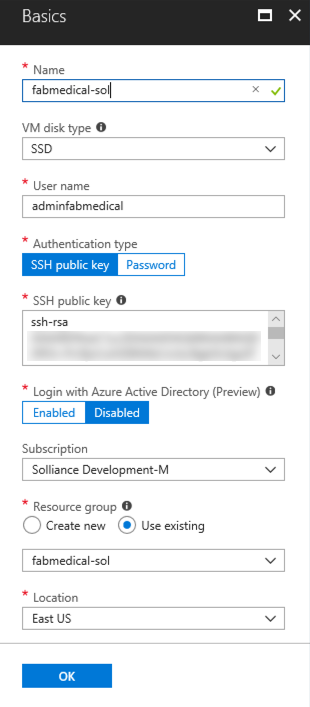 Basics
* Name
fabmedical-sol
VM disk type
SSD
* User name
adminfabmedical
* Authentication type
SSH public key Password
* SSH public key
ssh-rsa
* Login with Azure Active Directory (Preview)
Enabled Disabled
Subscription
Solliance Development-M
* Resource group
Create new Use existing
fabmedical-sol
* Location
East US
OK